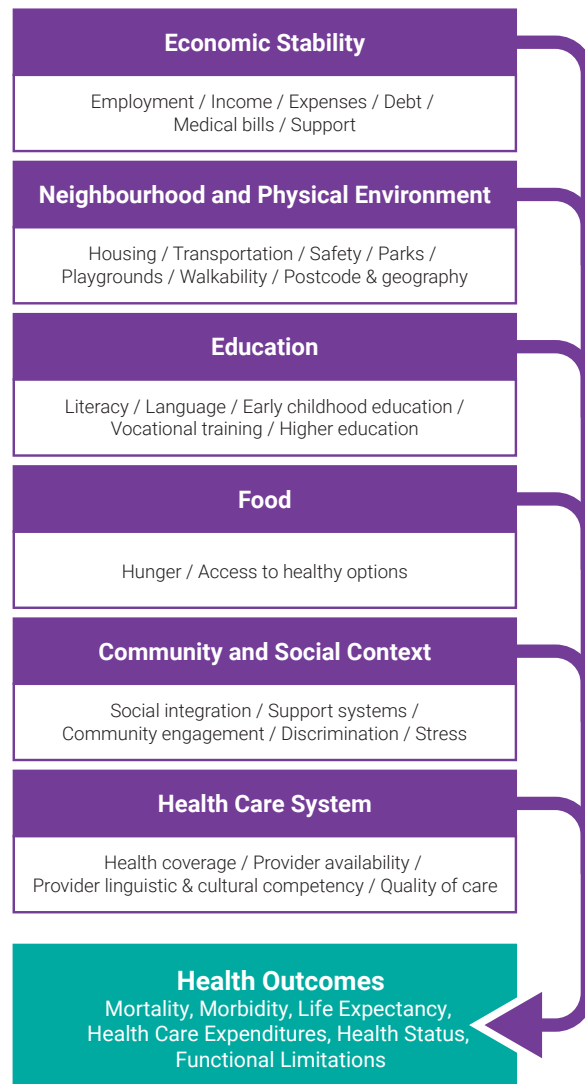 Economic Stability
Employment / Income / Expenses / Debt /
Medical bills / Support
Neighbourhood and Physical Environment
Housing / Transportation / Safety / Parks /
Playgrounds / Walkability / Postcode & geography
Education
Literacy / Language / Early childhood education /
Vocational training / Higher education
Food
Hunger / Access to healthy options
Community and Social Context
Social integration / Support systems /
Community engagement / Discrimination / Stress
Health Care System
Health coverage / Provider availability /
Provider linguistic & cultural competency / Quality of care
Health Outcomes
Mortality, Morbidity, Life Expectancy,
Health Care Expenditures, Health Status,
Functional Limitations